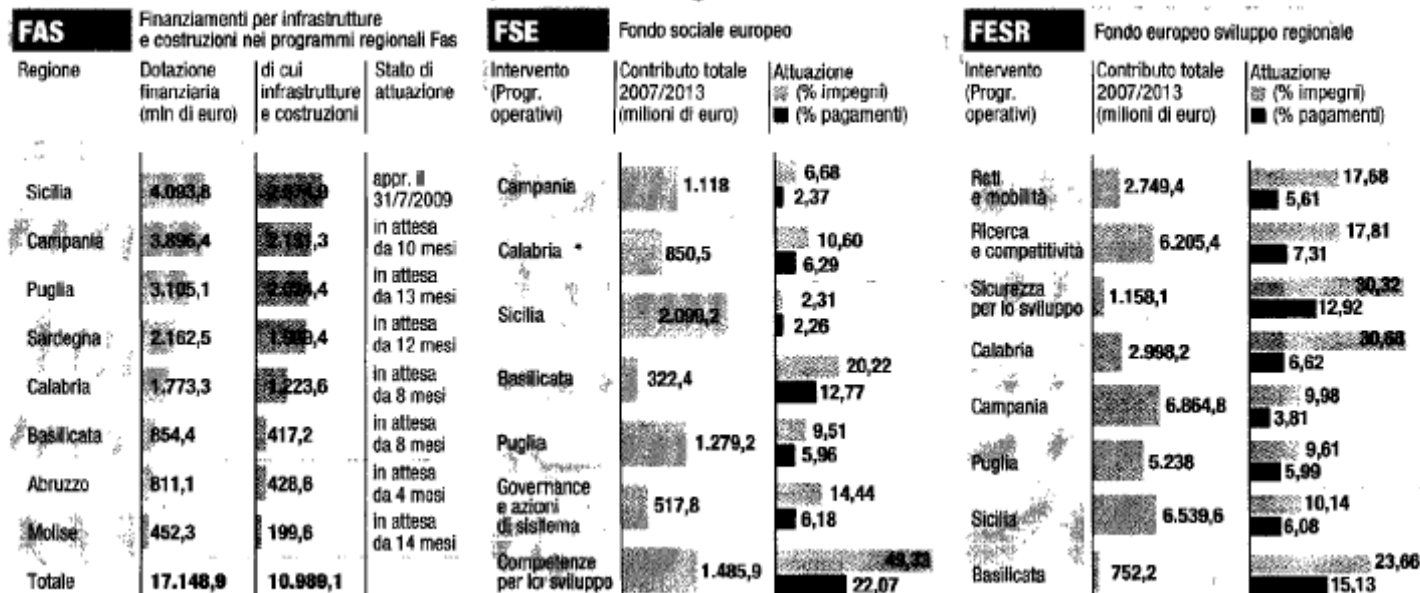 FAS
Finanziamenti per infrastrutture
e costruzioni nei programmi regionali Fas
Regione
Dotazione
finanziaria
(mln di euro)
di cui
infrastrutture
e costruzioni
Stato di
attuazione
Sicilia 4.093,8
appr. il
31/7/2009
Campania 3.896,4 2.131,3
in attesa
da 10 mesi
Puglia 3.105,1
in attesa
da 13 mesi
Sardegna 2.162,5
in attesa
da 12 mesi
Calabria 1.773,3 1.223,6
in attesa
da 8 mesi
Basilicata 854,4 417,2
in attesa
da 8 mesi
Abruzzo 811,1 428,6
in attesa
da 4 mesi
Molise 452,3 199,6
in attesa
da 14 mesi
Totale 17.148,9 10.989,1
FSE
Fondo sociale europeo
Intervento
(Progr.
operativi)
Contributo totale
2007/2013
(milioni di euro)
Attuazione
(% impegni)
(% pagamenti)
Campania 1.118
6,68
2,37
Calabria 850,5
10,60
6,29
Sicilia 2.099,2
2,31
2,26
Basilicata 322,4
20,22
12,77
Puglia 1.279,2
9,51
5,96
Governance
e azioni
di sisitema
517,8
14,44
6,18
Competenze
per lo sviluppo
1.485,9
49,33
22,07
FESR
Fondo europeo sviluppo regionale
Intervento
(Progr.
operativi)
Contributo totale
2007/2013
(milioni di euro)
Attuazione
(% impegni)
(% pagamenti)
Reti
e mobilità
2.749,4
17,68
5,61
Ricerca
e competitività
6.205,4
17,81
7,31
Sicurezza
per lo sviluppo
1.158,1
30,32
12,92
Calabria 2.998,2
30,68
6,62
Campania 6.864,8
9,98
3,81
Puglia 5.238
9,61
5,99
Sicilia 6.539,6
10,14
6,08
Basilicata 752,2
23,66
15,13